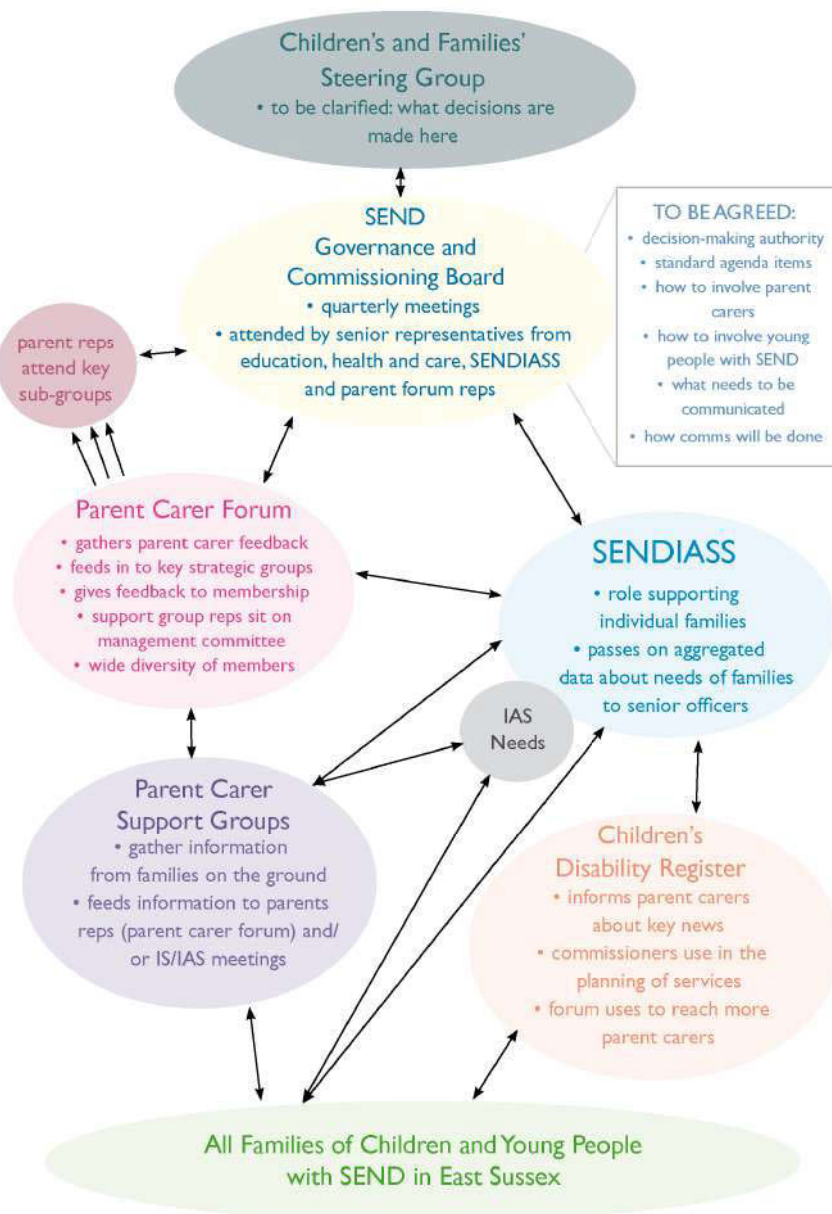 Children's and Families'
Steering Group
• to be clarified: what decisions are
made here
SEND
Governance and
Commissioning Board
• quarterly meetings
• attended by senior representatives from
education, health and care, SENDIASS
and parent forum reps
TO BE AGREED:
• decision-making authority
• standard agenda items
• how to involve parent
carers
• how to involve young
people with SEND
• what needs to be
communicated
• how comms will be done
parent reps
attend key
sub-groups
Parent Carer Forum
• gathers parent carer feedback
• feeds in to key strategic groups
• gives feedback to membership
• support group reps sit on
management committee
• wide diversity of members
SENDIASS
• role supporting
individual families
• passes on aggregated
data about needs of families
to senior officers
IAS
Needs
Parent Carer
Support Groups
• gather information
from families on the ground
• feeds information to parents
reps (parent carer forum) and/
or IS/IAS meetings
Children's
Disability Register
• informs parent carers
about key news
• commissioners use in the
planning of services
• forum uses to reach more
parent carers
All Families of Children and Young People
with SEND in East Sussex